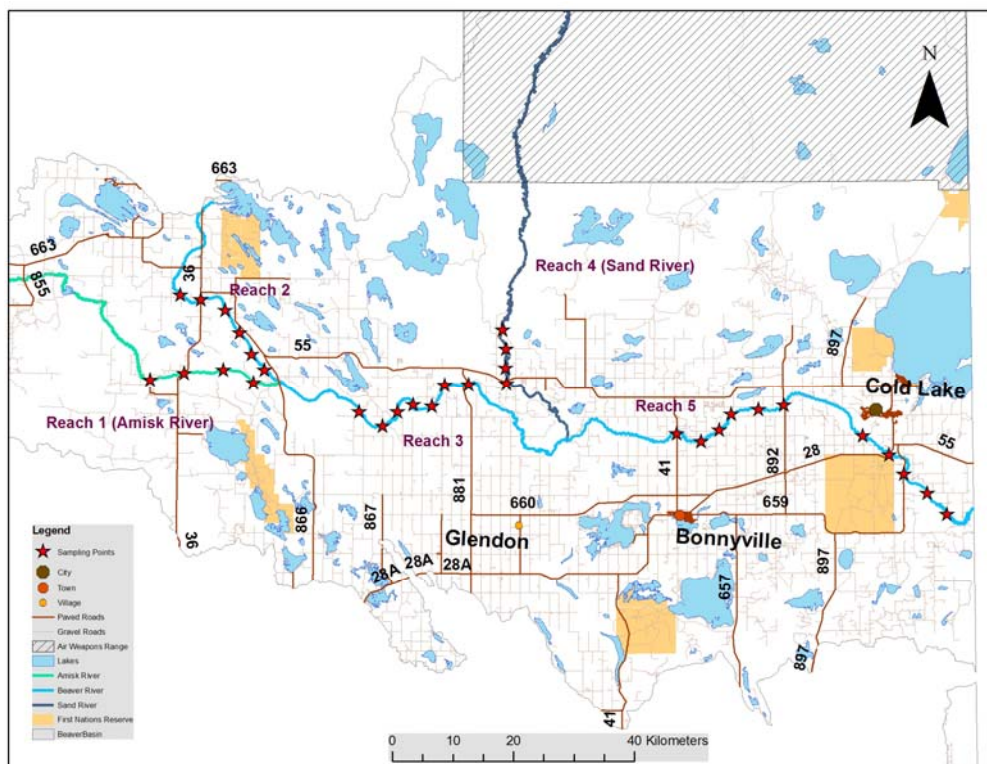 N
663
663
855
36
Reach 2
Reach 4 (Sand River)
55
897
Cold Lake
Reach 1 (Amisk River)
Reach 3
Reach 5
41
892
28
55
881
660
659
36
866
867
Glendon
Bonnyville
28A
28A
28A
657
897
897
41
Legend
Sampling Points
City
Town
Village
Paved Roads
Gravel Roads
Air Weapons Range
Lakes
Amisk River
Beaver River
Sand River
First Nations Reserve
BeaverBasin
0 10 20 40 Kilometers